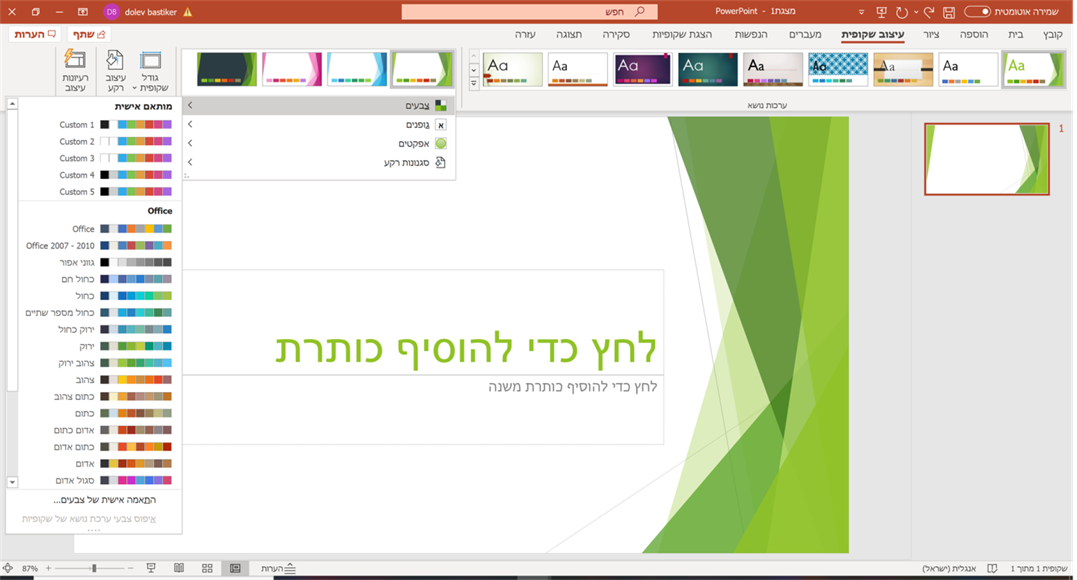 שמירה אוטומטית
מצגת1 - PowerPoint
חפש
dolev bastiker
DB
קובץ
בית
הוספה
ציור
עיצוב שקופית
מעברים
הנפשות
הצגת שקופיות
סקירה
תצוגה
עזרה
שתף
הערות
Aa
Aa
Aa
Aa
Aa
Aa
Aa
Aa
Aa
ערכות נושא
גודל שקופית
עיצוב רקע
רעיונות עיצוב
צבעים
גופנים
אפקטים
סגנונות רקע
מותאם אישית
Custom 1
Custom 2
Custom 3
Custom 4
Custom 5
Office
Office
Office 2007 - 2010
גווני אפור
כחול חם
כחול
כחול מספר שתיים
ירוק כחול
ירוק
צהוב ירוק
צהוב
כתום צהוב
כתום
אדום כתום
כתום אדום
אדום
סגול אדום
התאמה אישית של צבעים...
איפוס צבעי ערכת נושא של שקופיות
1
לחץ כדי להוסיף כותרת
לחץ כדי להוסיף כותרת משנה
שקופית 1 מתוך 1
אנגלית (ישראל)
הערות
87%